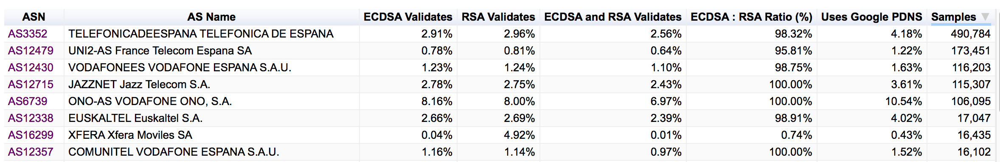 ASN AS Name ECDSA Validates RSA Validates ECDSA and RSA Validates ECDSA : RSA Ratio (%) Uses Google PDNS Samples ▼
AS3352 TELEFONICADEESPANA TELEFONICA DE ESPANA 2.91% 2.96% 2.56% 98.32% 4.18% 490,784
AS12479 UNI2-AS France Telecom Espana SA 0.78% 0.81% 0.64% 95.81% 1.22% 173,451
AS12430 VODAFONEES VODAFONE ESPANA S.A.U. 1.23% 1.24% 1.10% 98.75% 1.63% 116,203
AS12715 JAZZNET Jazz Telecom S.A. 2.78% 2.75% 2.43% 100.00% 3.61% 115,307
AS6739 ONO-AS VODAFONE ONO, S.A. 8.16% 8.00% 6.97% 100.00% 10.54% 106,095
AS12338 EUSKALTEL Euskaltel S.A. 2.66% 2.69% 2.39% 98.91% 4.02% 17,047
AS16299 XFERA Xfera Moviles SA 0.04% 4.92% 0.01% 0.74% 0.43% 16,435
AS12357 COMUNITEL VODAFONE ESPANA S.A.U. 1.16% 1.14% 0.97% 100.00% 1.52% 16,102